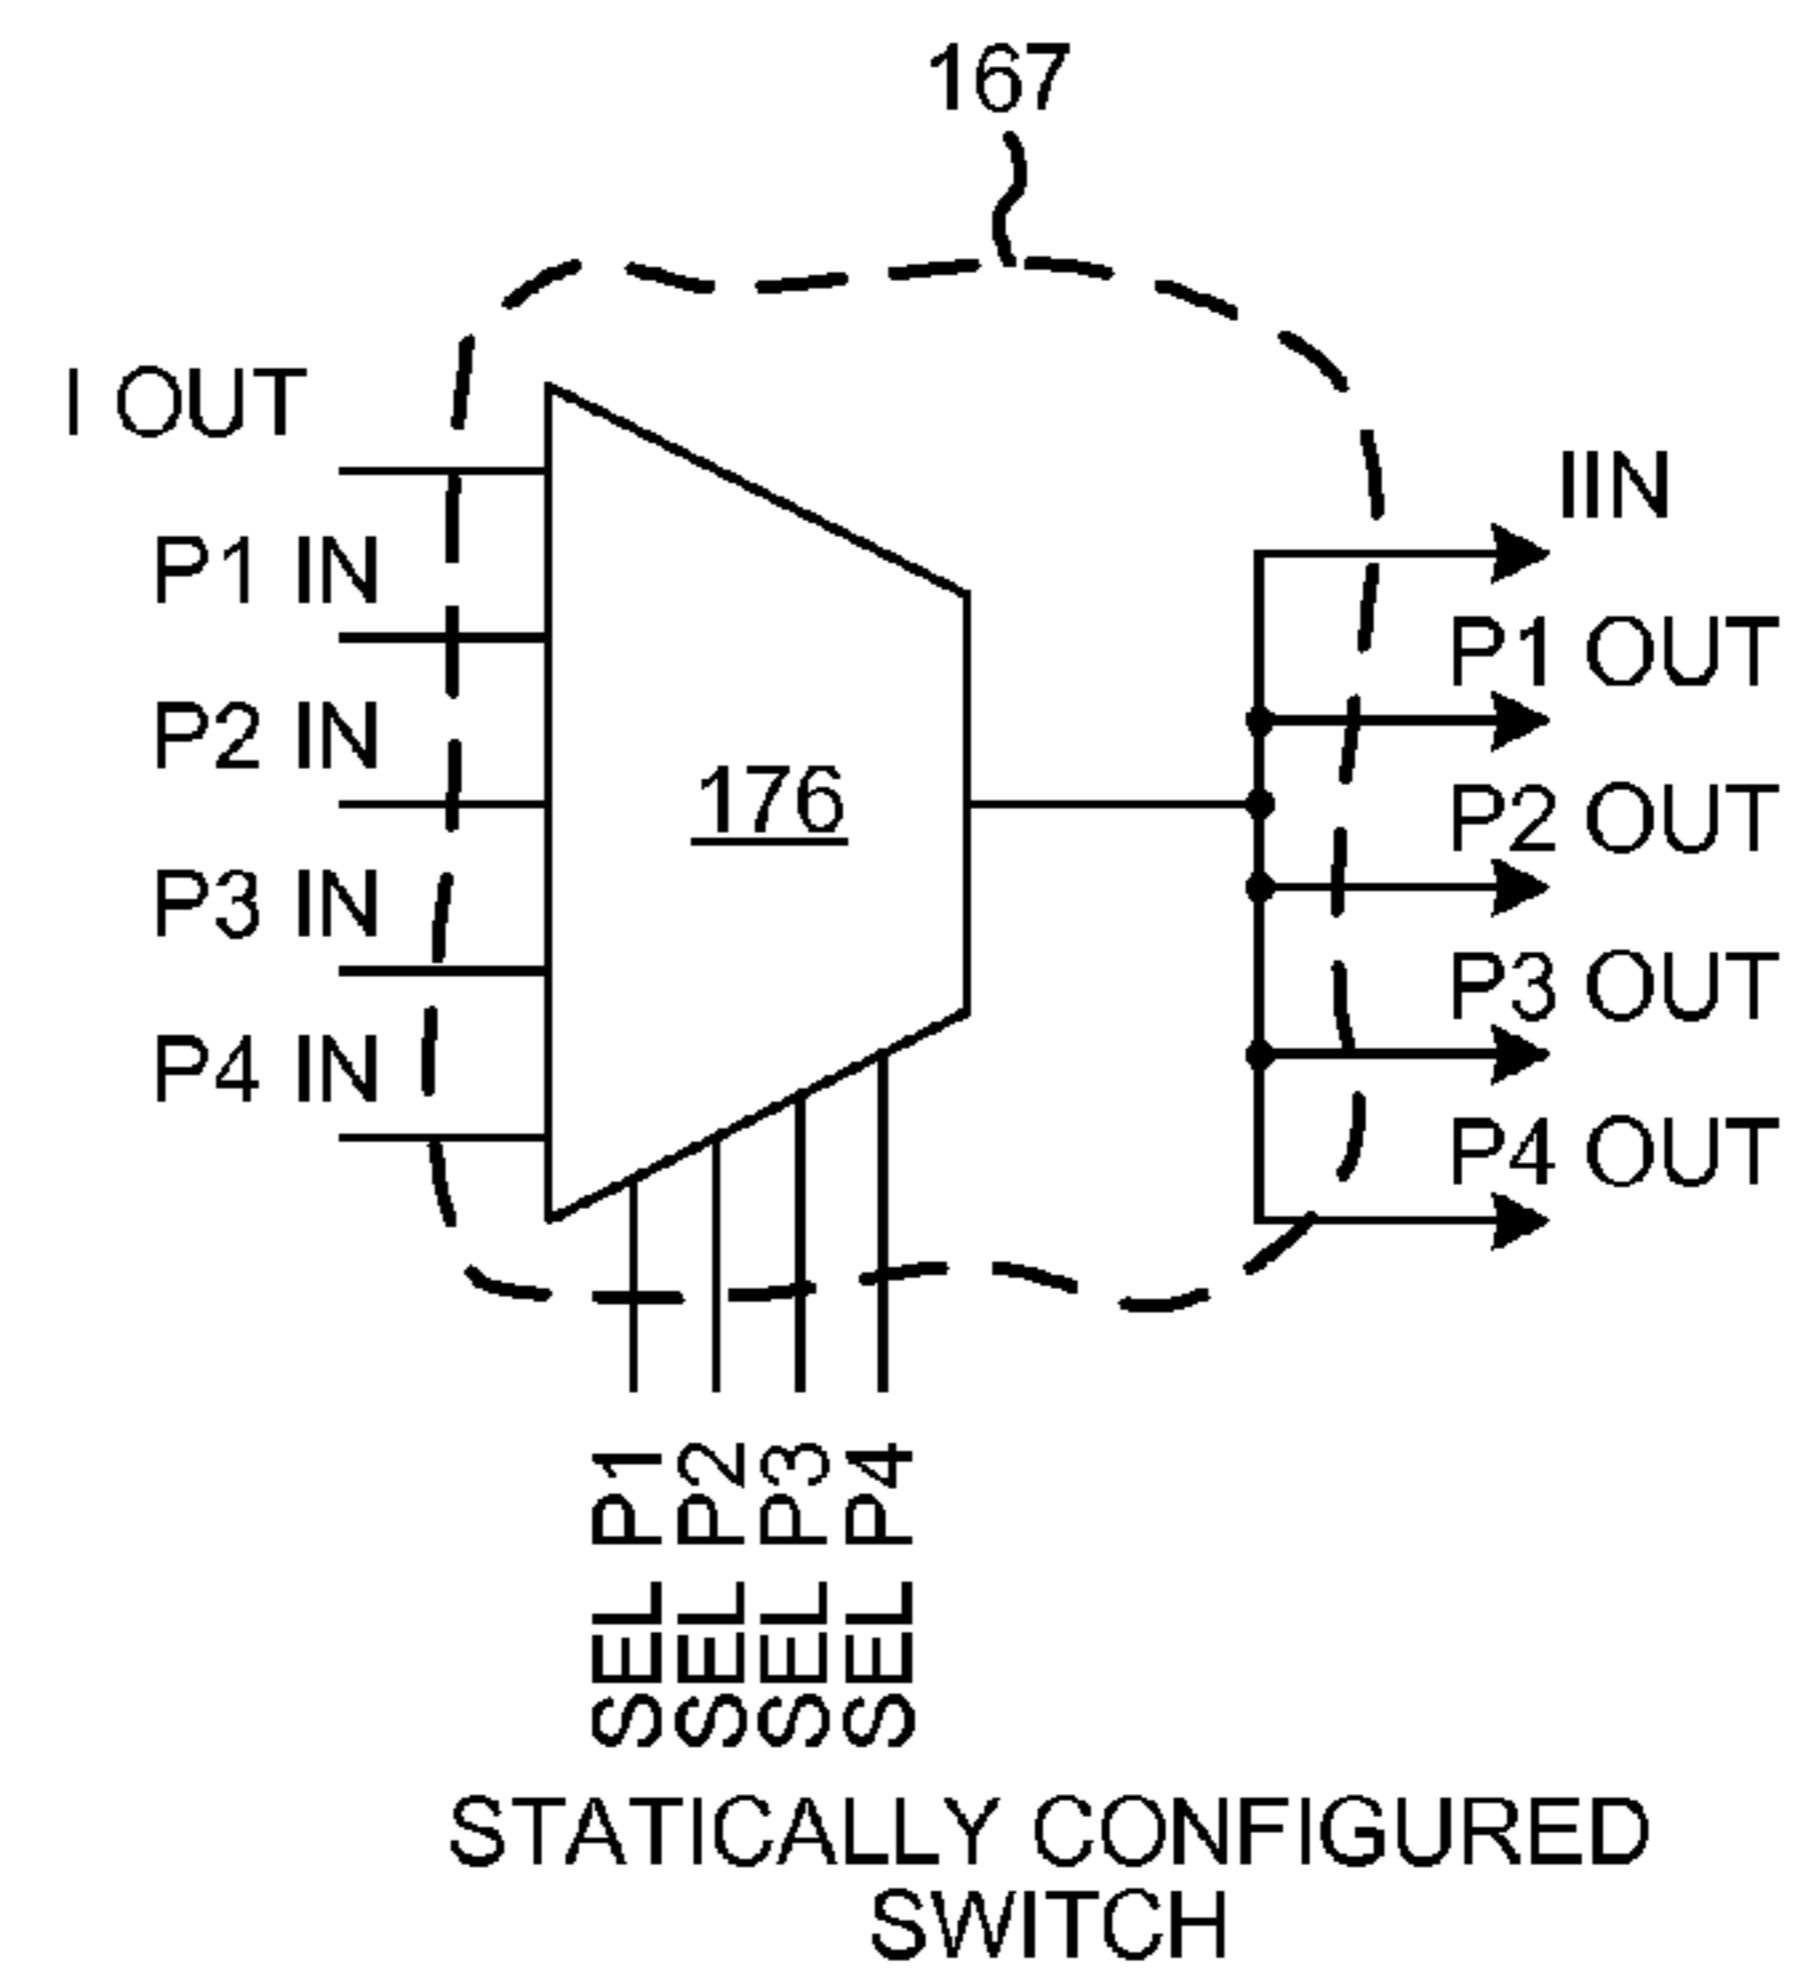 167
I OUT
P1 IN
P2 IN
P3 IN
P4 IN
176
IIN
P1 OUT
P2 OUT
P3 OUT
P4 OUT
SEL P1
SEL P2
SEL P3
SEL P4
STATICALLY CONFIGURED
SWITCH